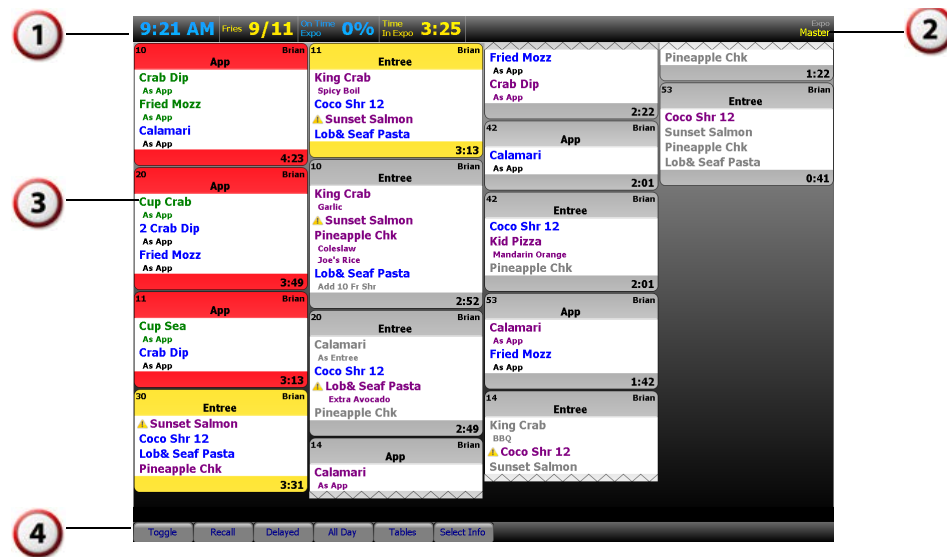 1
9:21 AM Fries 9/11 On Time Expo 0% Time In Expo 3:25
Expo
Master
2
10 Brian
App
Crab Dip
As App
Fried Mozz
As App
Calamari
As App
4:23
20 Brian
App
3
Cup Crab
As App
2 Crab Dip
As App
Fried Mozz
As App
3:49
11 Brian
App
Cup Sea
As App
Crab Dip
As App
3:13
30 Brian
Entree
Sunset Salmon
Coco Shr 12
Lob& Seaf Pasta
Pineapple Chk
3:31
11 Brian
Entree
King Crab
Spicy Boil
Coco Shr 12
Sunset Salmon
Lob& Seaf Pasta
3:13
10 Brian
Entree
King Crab
Garlic
Sunset Salmon
Pineapple Chk
Coleslaw
Joe's Rice
Lob& Seaf Pasta
Add 10 Fr Shr
2:52
20 Brian
Entree
Calamari
As Entree
Coco Shr 12
Lob& Seaf Pasta
Extra Avocado
Pineapple Chk
2:49
14 Brian
App
Calamari
As App
Fried Mozz
As App
Crab Dip
As App
2:22
42 Brian
App
Calamari
As App
2:01
42 Brian
Entree
Coco Shr 12
Kid Pizza
Mandarin Orange
Pineapple Chk
2:01
53 Brian
App
Calamari
As App
Fried Mozz
As App
1:42
14 Brian
Entree
King Crab
BBQ
Coco Shr 12
Sunset Salmon
Pineapple Chk
1:22
53 Brian
Entree
Coco Shr 12
Sunset Salmon
Pineapple Chk
Lob& Seaf Pasta
0:41
4
Toggle Recall Delayed All Day Tables Select Info